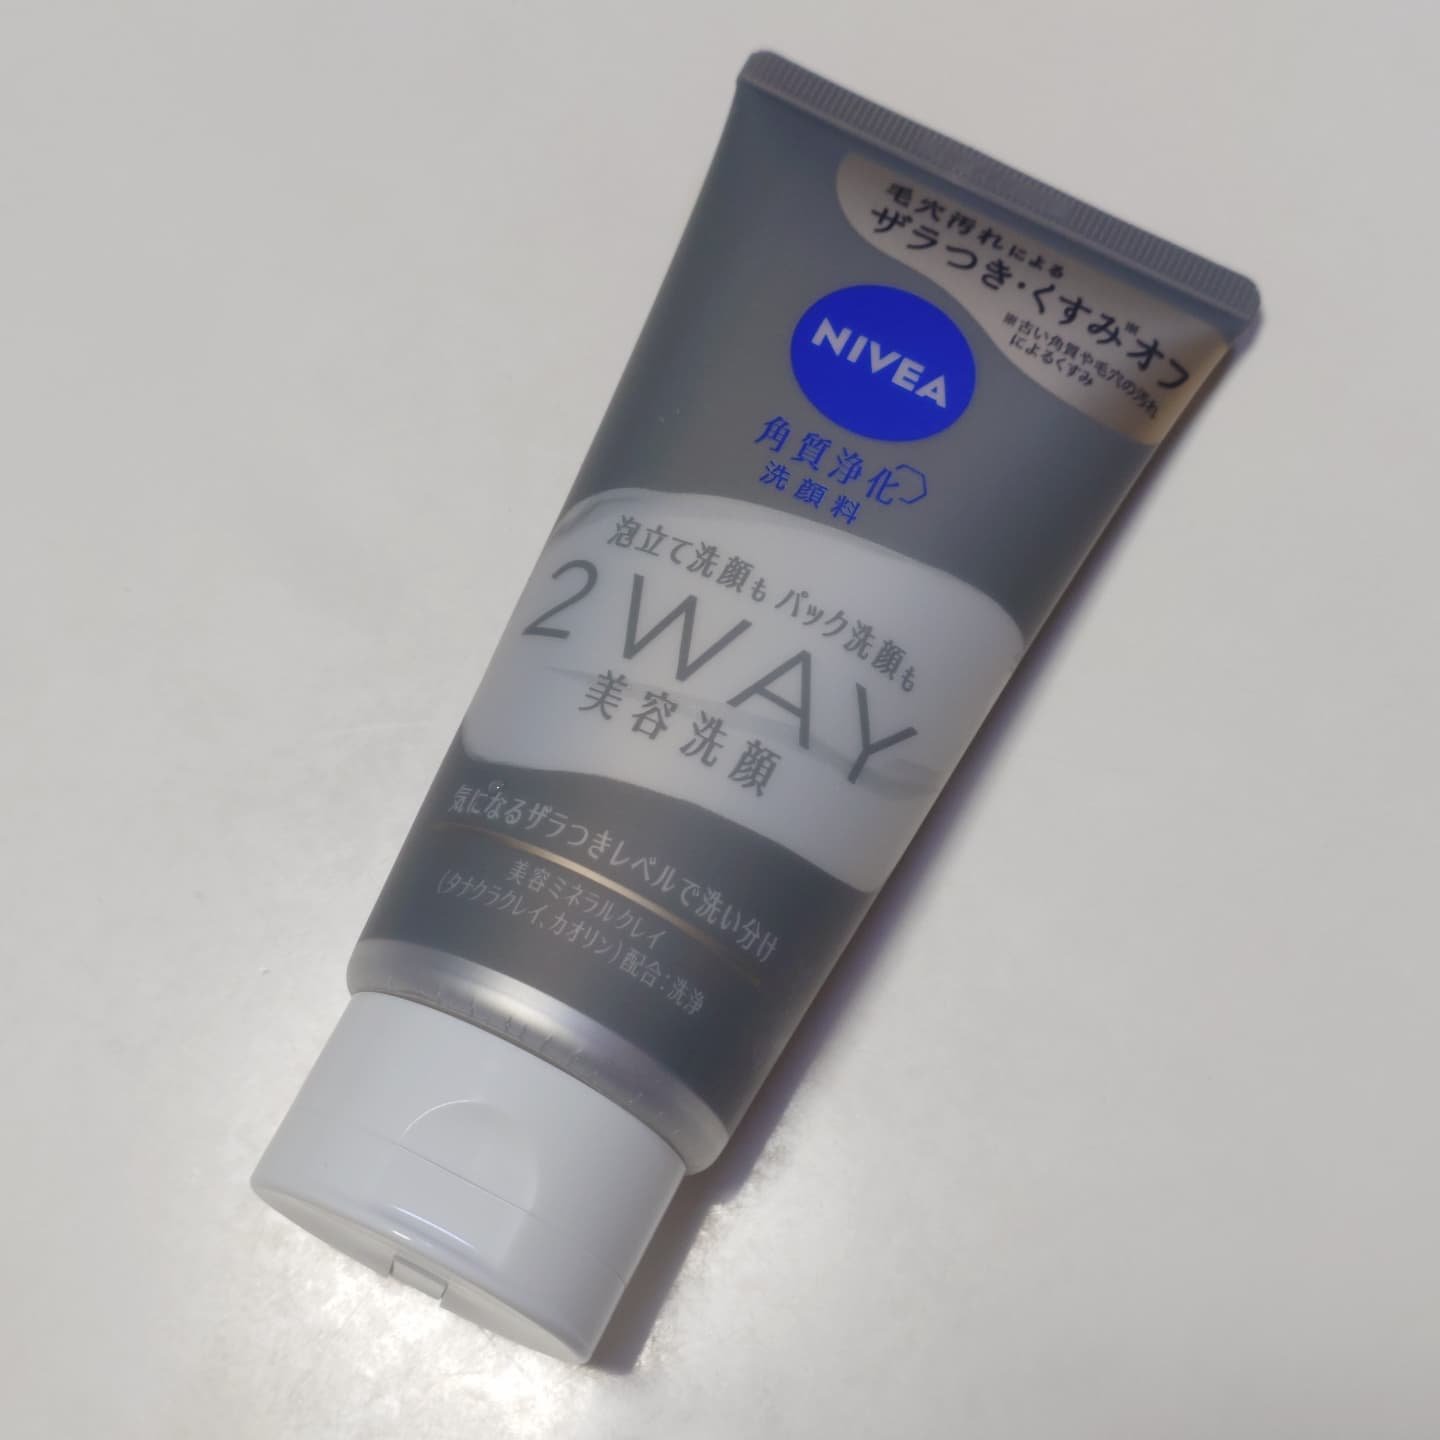 毛穴汚れによる
ザラつき・くすみ※オフ
※古い角質や毛穴の汚れ
によるくすみ
NIVEA
角質浄化
洗顔料
泡立て洗顔も パック洗顔も
2WAY
美容洗顔
気になるザラつきレベルで洗い分け
美容ミネラルクレイ
(タナクラクレイ、カオリン)配合:洗浄